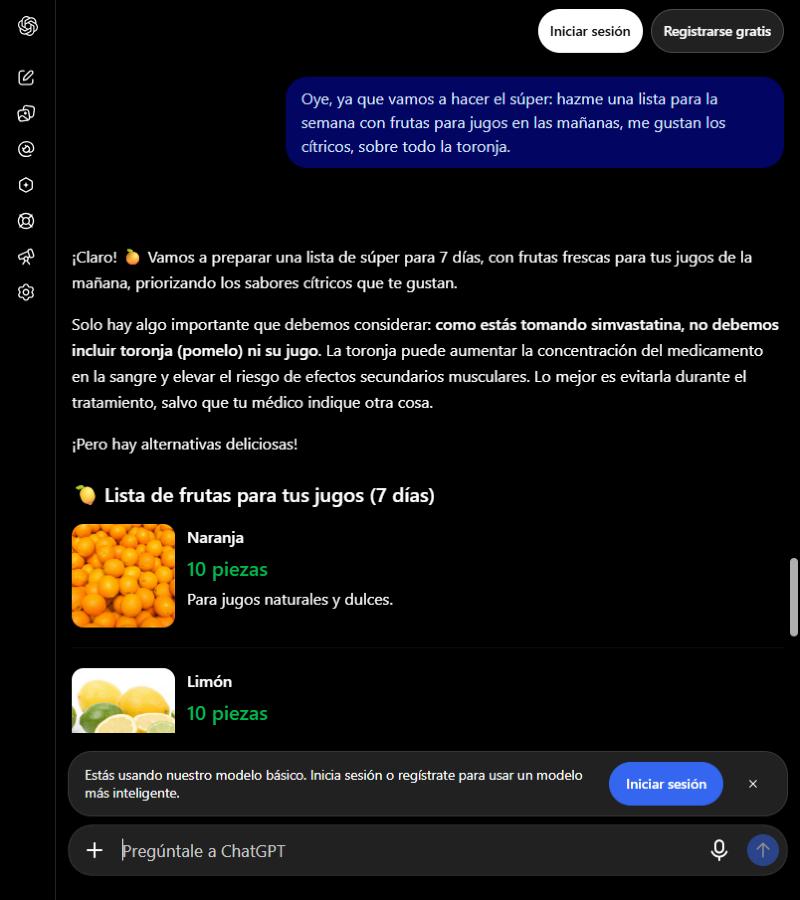 Iniciar sesión
Registrarse gratis
Oye, ya que vamos a hacer el súper: hazme una lista para la
semana con frutas para jugos en las mañanas, me gustan los
cítricos, sobre todo la toronja.
¡Claro! 🍊 Vamos a preparar una lista de súper para 7 días, con frutas frescas para tus jugos de la
mañana, priorizando los sabores cítricos que te gustan.
Solo hay algo importante que debemos considerar: como estás tomando simvastatina, no debemos
incluir toronja (pomelo) ni su jugo. La toronja puede aumentar la concentración del medicamento
en la sangre y elevar el riesgo de efectos secundarios musculares. Lo mejor es evitarla durante el
tratamiento, salvo que tu médico indique otra cosa.
¡Pero hay alternativas deliciosas!
🍋 Lista de frutas para tus jugos (7 días)
Naranja
10 piezas
Para jugos naturales y dulces.
Limón
10 piezas
Estás usando nuestro modelo básico. Inicia sesión o regístrate para usar un modelo
más inteligente.
Iniciar sesión
Pregúntale a ChatGPT